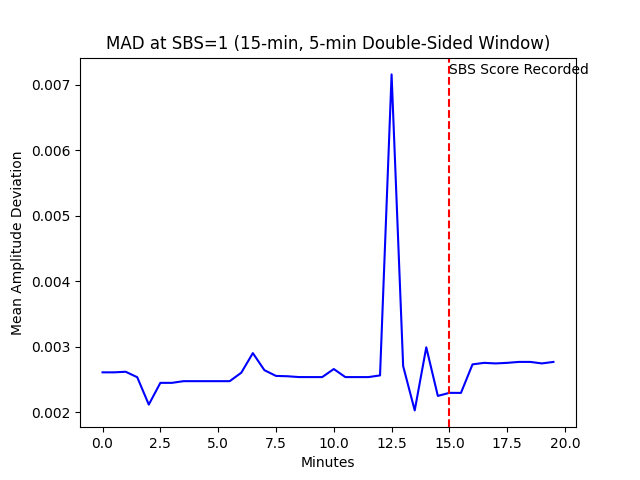 MAD at SBS=1 (15-min, 5-min Double-Sided Window)
SBS Score Recorded
0.007
0.006
0.005
0.004
0.003
0.002
Mean Amplitude Deviation
0.0 2.5 5.0 7.5 10.0 12.5 15.0 17.5 20.0
Minutes